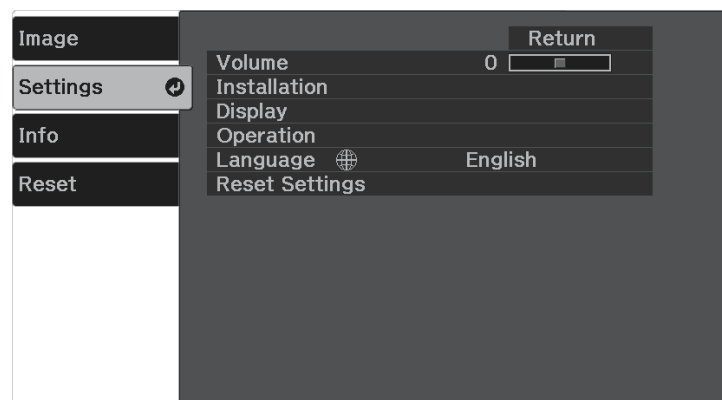 Image
Settings
Info
Reset
Return
Volume 0
Installation
Display
Operation
Language English
Reset Settings